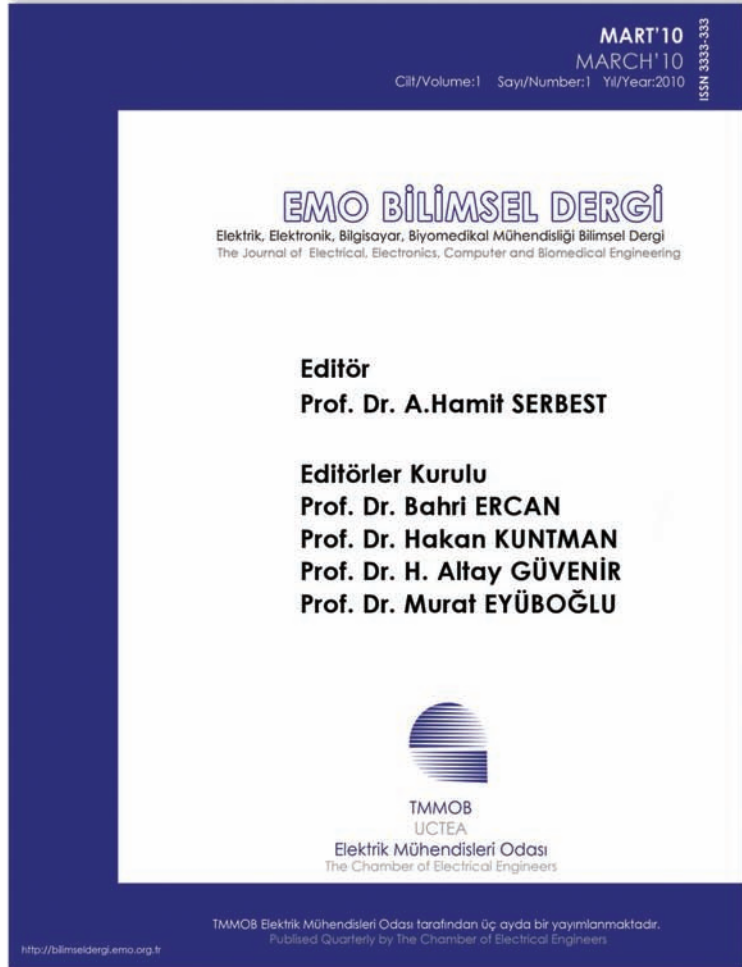 MART'10
MARCH'10
Cilt/Volume:1 Sayı/Number:1 Yıl/Year:2010
ISSN 3333-333
EMO BİLİMSEL DERGİ
Elektrik, Elektronik, Bilgisayar, Biyomedikal Mühendisliği Bilimsel Dergi
The Journal of Electrical, Electronics, Computer and Biomedical Engineering
Editör
Prof. Dr. A.Hamit SERBEST
Editörler Kurulu
Prof. Dr. Bahri ERCAN
Prof. Dr. Hakan KUNTMAN
Prof. Dr. H. Altay GÜVENİR
Prof. Dr. Murat EYÜBOĞLU
TMMOB
UCTEA
Elektrik Mühendisleri Odası
The Chamber of Electrical Engineers
TMMOB Elektrik Mühendisleri Odası tarafından üç ayda bir yayımlanmaktadır.
Publised Quarterly by The Chamber of Electrical Engineers
http://bilimseldergi.emo.org.tr